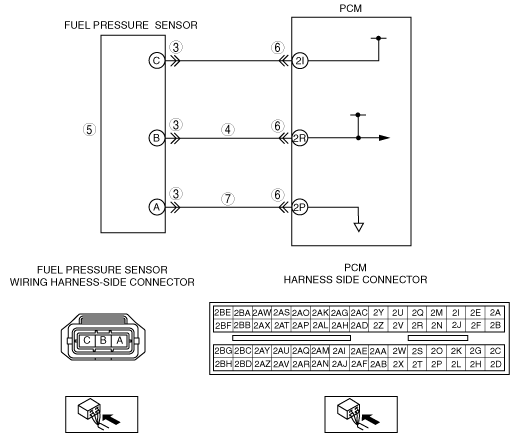 PCM
FUEL PRESSURE SENSOR
C 3 6 2I
5 B 3 4 6 2R
A 3 7 6 2P
FUEL PRESSURE SENSOR
WIRING HARNESS-SIDE CONNECTOR
PCM
HARNESS SIDE CONNECTOR
C B A
2BE 2BA 2AW 2AS 2AO 2AK 2AG 2AC 2Y 2U 2Q 2M 2I 2E 2A
2BF 2BB 2AX 2AT 2AP 2AL 2AH 2AD 2Z 2V 2R 2N 2J 2F 2B
2BG 2BC 2AY 2AU 2AQ 2AM 2AI 2AE 2AA 2W 2S 2O 2K 2G 2C
2BH 2BD 2AZ 2AV 2AR 2AN 2AJ 2AF 2AB 2X 2T 2P 2L 2H 2D